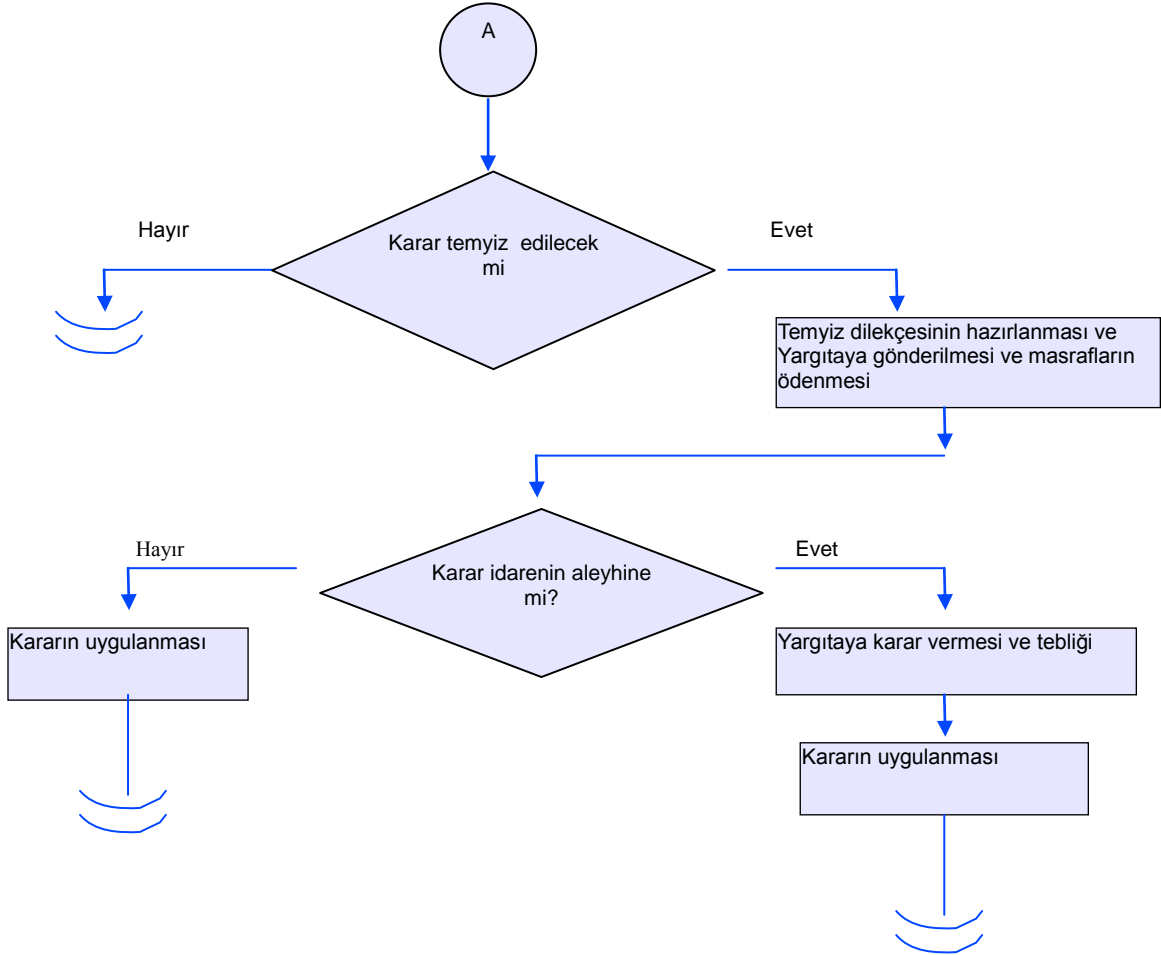 A
Hayır
Evet
Karar temyiz edilecek
mi
Temyiz dilekçesinin hazırlanması ve
Yargıtaya gönderilmesi ve masrafların
ödenmesi
Hayır
Evet
Karar idarenin aleyhine
mi?
Kararın uygulanması
Yargıtaya karar vermesi ve tebliği
Kararın uygulanması